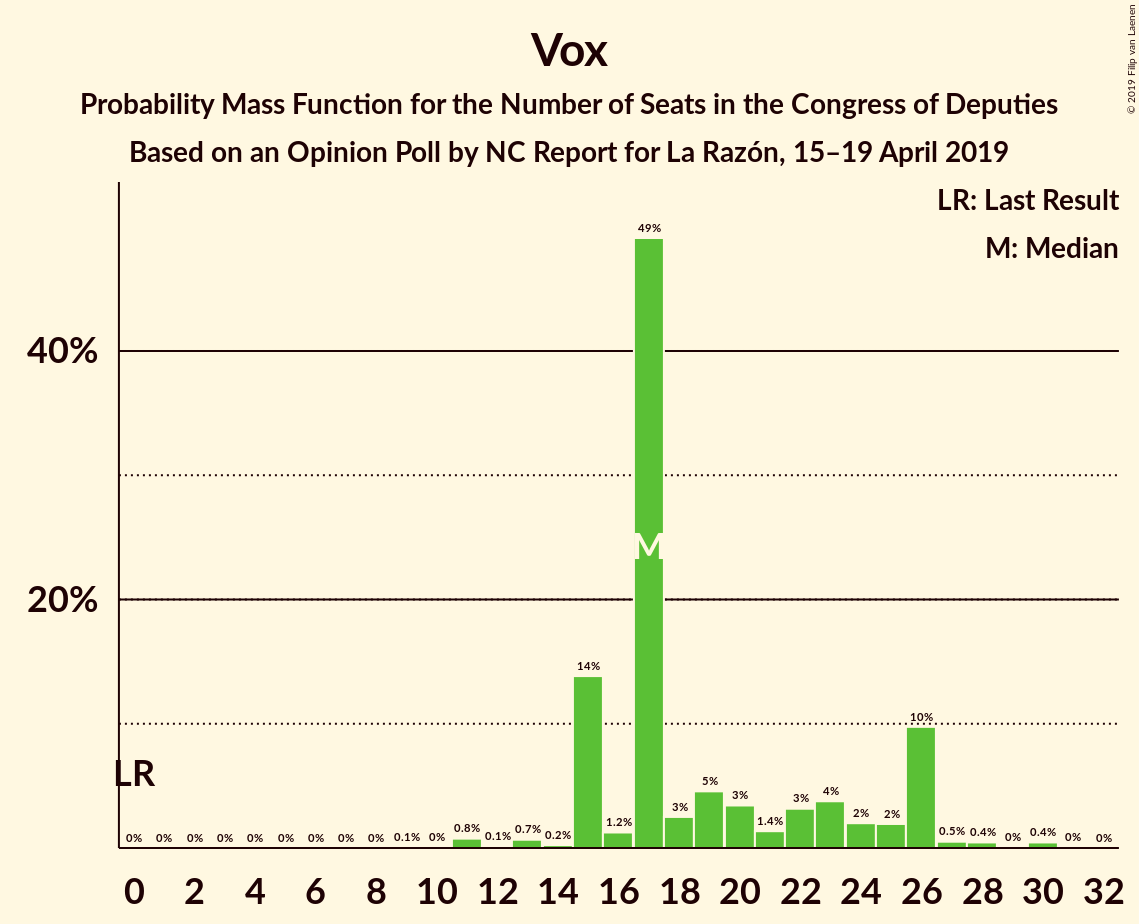 Vox
Probability Mass Function for the Number of Seats in the Congress of Deputies
Based on an Opinion Poll by NC Report for La Razón, 15–19 April 2019
© 2019 Filip van Laenen
LR: Last Result
M: Median
40%
20%
LR
M
0% 0% 0% 0% 0% 0% 0% 0% 0% 0.1% 0% 0.8% 0.1% 0.7% 0.2% 14% 1.2% 49% 3% 5% 3% 1.4% 3% 4% 2% 2% 10% 0.5% 0.4% 0% 0.4% 0% 0%
0 2 4 6 8 10 12 14 16 18 20 22 24 26 28 30 32